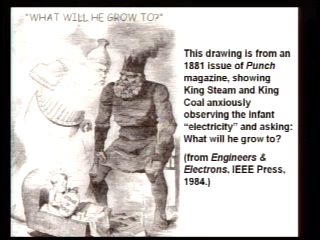 "WHAT WILL HE GROW TO?"
This drawing is from an
1881 issue of Punch
magazine, showing
King Steam and King
Coal anxiously
observing the infant
“electricity” and asking:
What will he grow to?
(from Engineers &
Electrons, IEEE Press,
1984.)